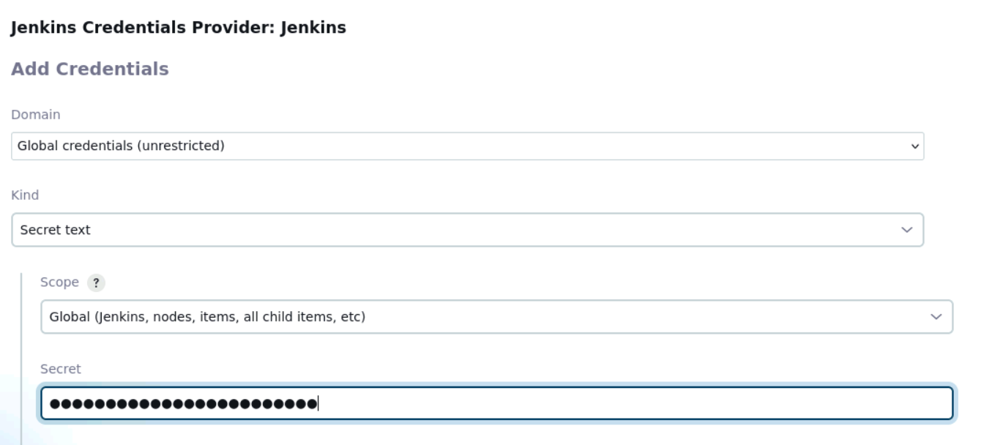 Jenkins Credentials Provider: Jenkins
Add Credentials
Domain
Global credentials (unrestricted)
Kind
Secret text
Scope ?
Global (Jenkins, nodes, items, all child items, etc)
Secret
●●●●●●●●●●●●●●●●●●●●●●●●